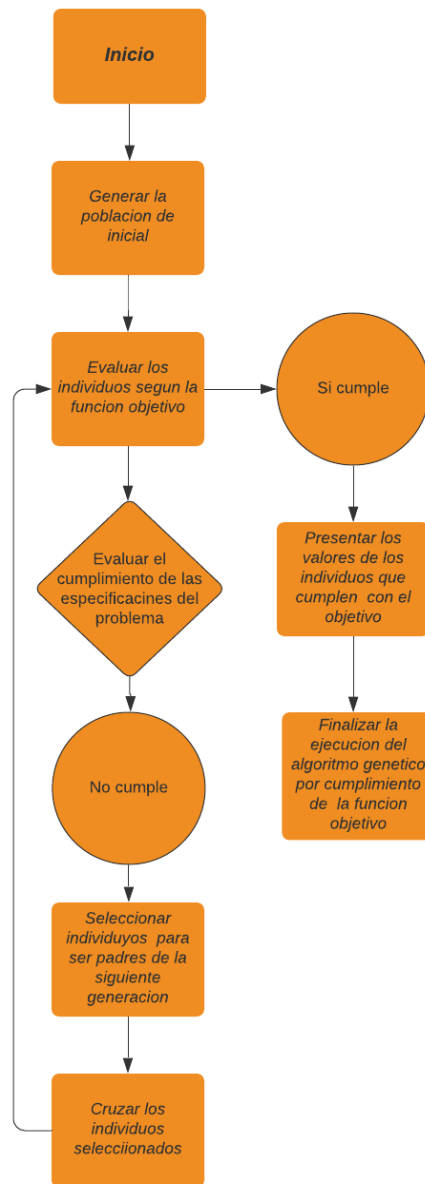 Inicio
Generar la
poblacion de
inicial
Evaluar los
individuos segun la
funcion objetivo
Si cumple
Evaluar el
cumplimiento de las
especificacines del
problema
Presentar los
valores de los
individuos que
cumplen con el
objetivo
No cumple
Finalizar la
ejecucion del
algoritmo genetico
por cumplimiento
de la funcion
objetivo
Seleccionar
individuyos para
ser padres de la
siguiente
generacion
Cruzar los
individuos
selecciionados